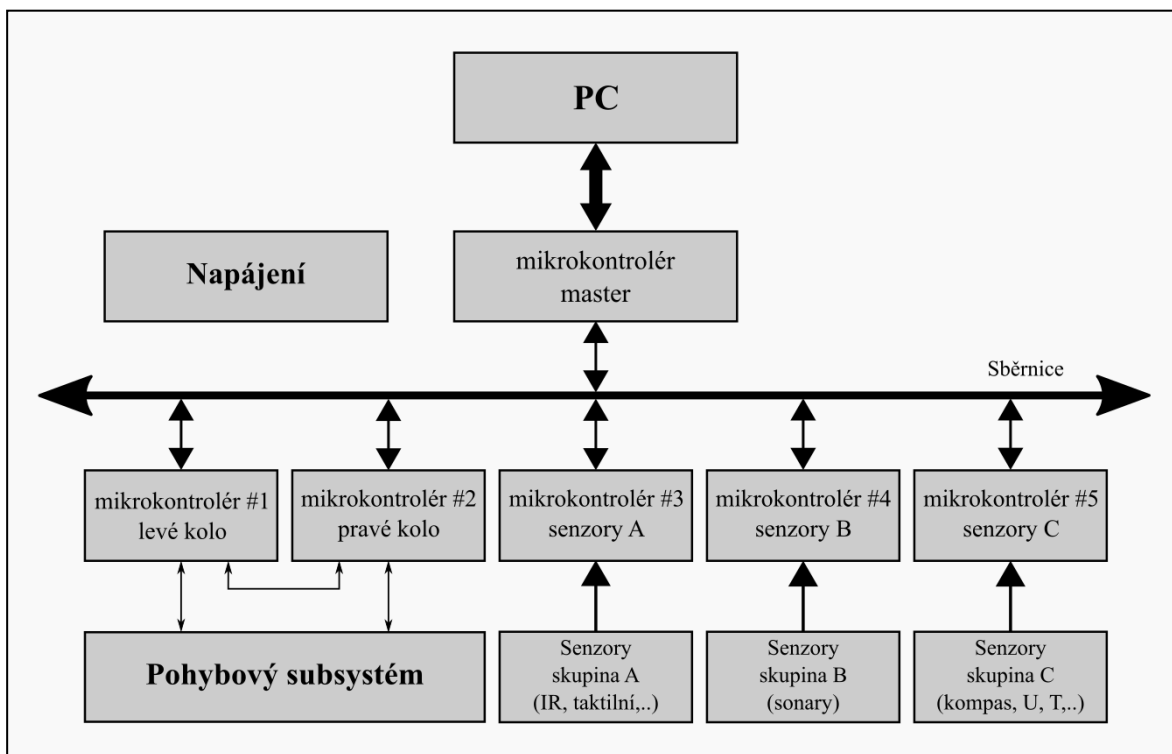 PC
Napájení
mikrokontrolér
master
Sběrnice
mikrokontrolér #1
levé kolo
mikrokontrolér #2
pravé kolo
mikrokontrolér #3
senzory A
mikrokontrolér #4
senzory B
mikrokontrolér #5
senzory C
Pohybový subsystém
Senzory
skupina A
(IR, taktilní,..)
Senzory
skupina B
(sonary)
Senzory
skupina C
(kompas, U, T,..)